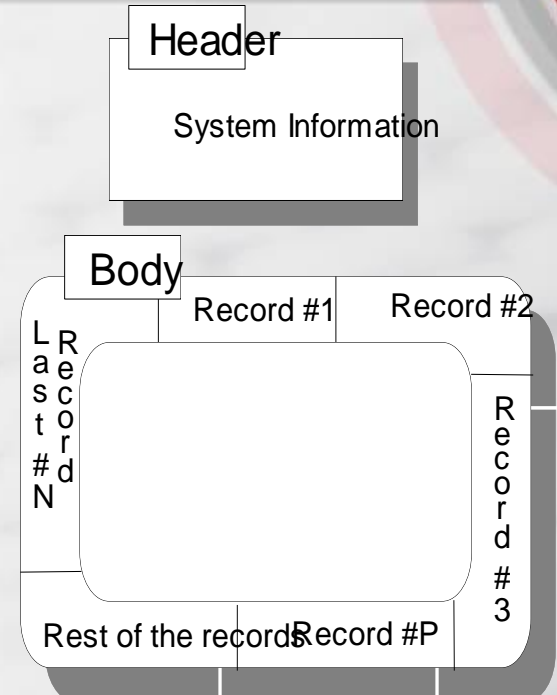 Header
System Information
Body
Record #1
Record #2
Record #3
Record #P
Rest of the records
Last Record
#N